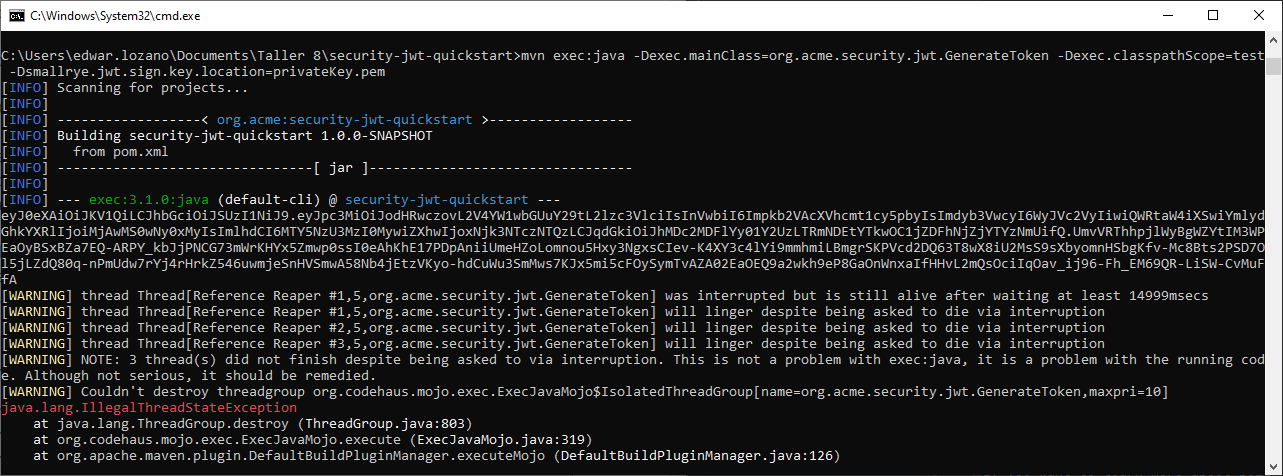 C:\Windows\System32\cmd.exe
C:\Users\edwar.lozano\Documents\Taller 8\security-jwt-quickstart>mvn exec:java -Dexec.mainClass=org.acme.security.jwt.GenerateToken -Dexec.classpathScope=test
-Dsmallrye.jwt.sign.key.location=privateKey.pem
[INFO] Scanning for projects...
[INFO]
[INFO] ------------------< org.acme:security-jwt-quickstart >------------------
[INFO] Building security-jwt-quickstart 1.0.0-SNAPSHOT
[INFO]   from pom.xml
[INFO] --------------------------------[ jar ]---------------------------------
[INFO]
[INFO] --- exec:3.1.0:java (default-cli) @ security-jwt-quickstart ---
eyJ0eXAiOiJKV1QiLCJhbGciOiJSUzI1NiJ9.eyJpc3MiOiJodHRwczovL2V4YW1wbGUuY29tL2lzc3VlciIsInVwbiI6Impkb2VAcXVhcmt1cy5pbyIsImdyb3VwcyI6WyJVc2VyIiwiQWRtaW4iXSwiYmlyd
GhkYXRlIjoiMjAwMS0wNy0xMyIsImlhdCI6MTY5NzU3MzI0MywiZXhwIjoxNjk3NTczNTQzLCJqdGkiOiJhMDc2MDFlYy01Y2UzLTRmNDEtYTkwOC1jZDFhNjZjYTYzNmUifQ.UmvVRThhpjlWyBgWZYtIM3WP
EaOyBSxBZa7EQ-ARPY_kbJjPNCG73mWrKHYx5Zmwp0ssI0eAhKhE17PDpAniiUmeHZoLomnou5Hxy3NgxsCIev-K4XY3c4lYi9mmhmiLBmgrSKPVcd2DQ63T8wX8iU2MsS9sXbyomnHSbgKfv-Mc8Bts2PSD7O
l5jLZdQ80q-nPmUdw7rYj4rHrkZ546uwmjeSnHVSmwA58Nb4jEtzVKyo-hdCuWu3SmMws7KJx5mi5cFOySymTvAZA02EaOEQ9a2wkh9eP8GaOnWnxaIfHHvL2mQsOciIqOav_ij96-Fh_EM69QR-LiSW-CvMuF
fA
[WARNING] thread Thread[Reference Reaper #1,5,org.acme.security.jwt.GenerateToken] was interrupted but is still alive after waiting at least 14999msecs
[WARNING] thread Thread[Reference Reaper #1,5,org.acme.security.jwt.GenerateToken] will linger despite being asked to die via interruption
[WARNING] thread Thread[Reference Reaper #2,5,org.acme.security.jwt.GenerateToken] will linger despite being asked to die via interruption
[WARNING] thread Thread[Reference Reaper #3,5,org.acme.security.jwt.GenerateToken] will linger despite being asked to die via interruption
[WARNING] NOTE: 3 thread(s) did not finish despite being asked to via interruption. This is not a problem with exec:java, it is a problem with the running cod
e. Although not serious, it should be remedied.
[WARNING] Couldn't destroy threadgroup org.codehaus.mojo.exec.ExecJavaMojo$IsolatedThreadGroup[name=org.acme.security.jwt.GenerateToken,maxpri=10]
java.lang.IllegalThreadStateException
    at java.lang.ThreadGroup.destroy (ThreadGroup.java:803)
    at org.codehaus.mojo.exec.ExecJavaMojo.execute (ExecJavaMojo.java:319)
    at org.apache.maven.plugin.DefaultBuildPluginManager.executeMojo (DefaultBuildPluginManager.java:126)